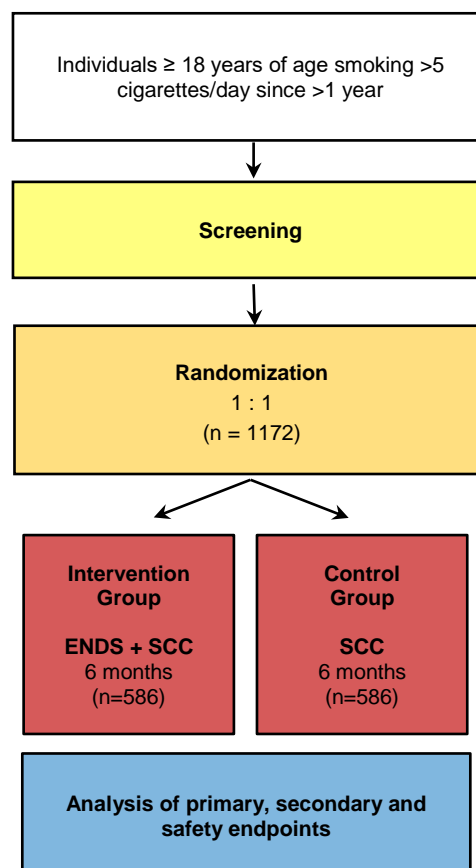 Individuals ≥ 18 years of age smoking >5
cigarettes/day since >1 year
Screening
Randomization
1 : 1
(n = 1172)
Intervention
Group
ENDS + SCC
6 months
(n=586)
Control
Group
SCC
6 months
(n=586)
Analysis of primary, secondary and
safety endpoints